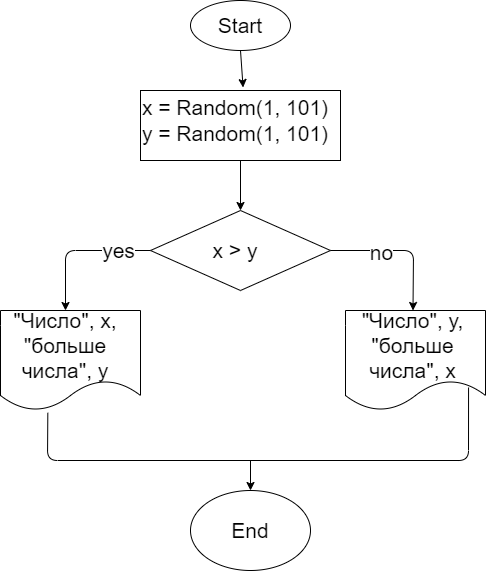 Start
x = Random(1, 101)
y = Random(1, 101)
x > y
yes
no
"Число", x,
"больше
числа", y
"Число", y,
"больше
числа", x
End